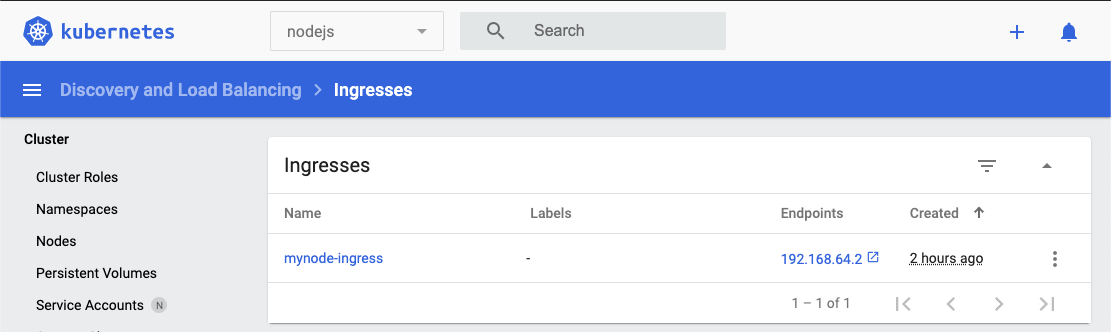 kubernetes
nodejs
Search
Discovery and Load Balancing > Ingresses
Cluster
Cluster Roles
Namespaces
Nodes
Persistent Volumes
Service Accounts N
Ingresses
Name Labels Endpoints Created
mynode-ingress - 192.168.64.2 2 hours ago
1 – 1 of 1